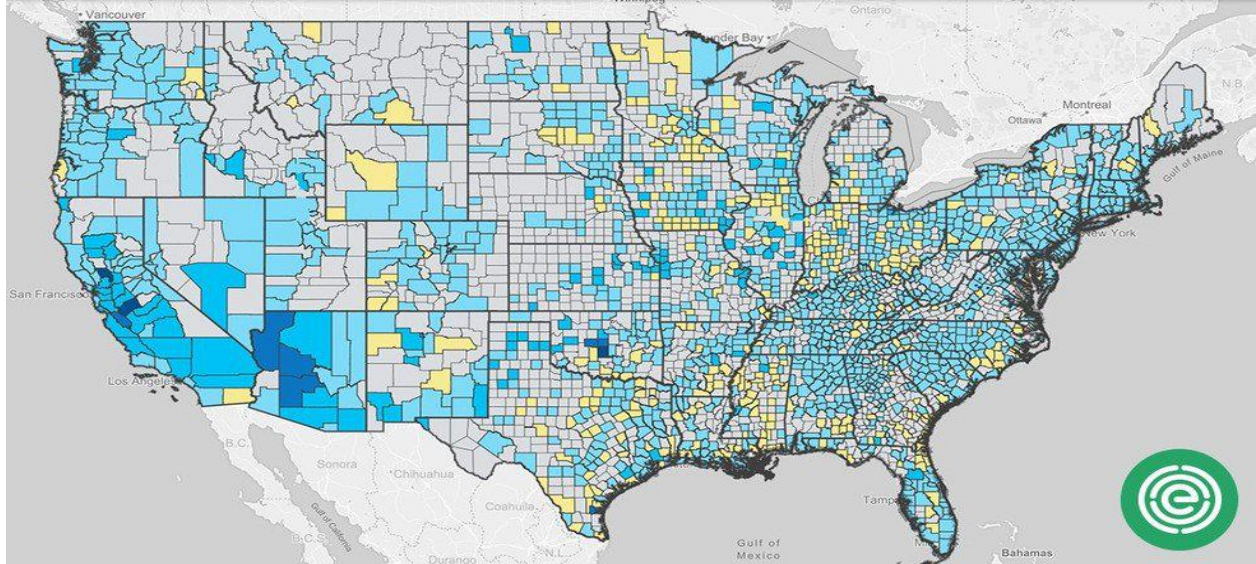 Vancouver
Ontario
Thunder Bay
N.B.
Montreal
Ottawa
Gulf of Maine
New York
San Francisco
Los Angeles
B.C.
Sonora
Chihuahua
Coahuila
Gulf of California
B.C.S.
Durango
N.L.
Gulf of
Mexico
Bahamas
e